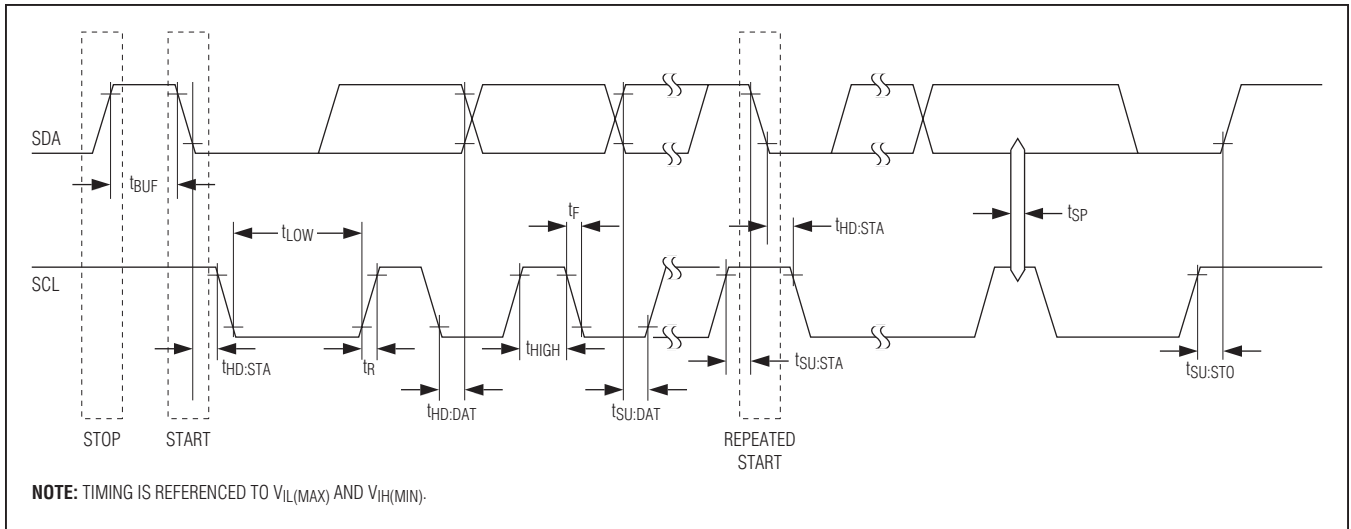 SDA
tBUF
tF
tSP
tLOW
tHD:STA
SCL
tHD:STA
tR
tHIGH
tSU:STA
tSU:STO
tHD:DAT
tSU:DAT
STOP
START
REPEATED
START
NOTE: TIMING IS REFERENCED TO VIL(MAX) AND VIH(MIN).